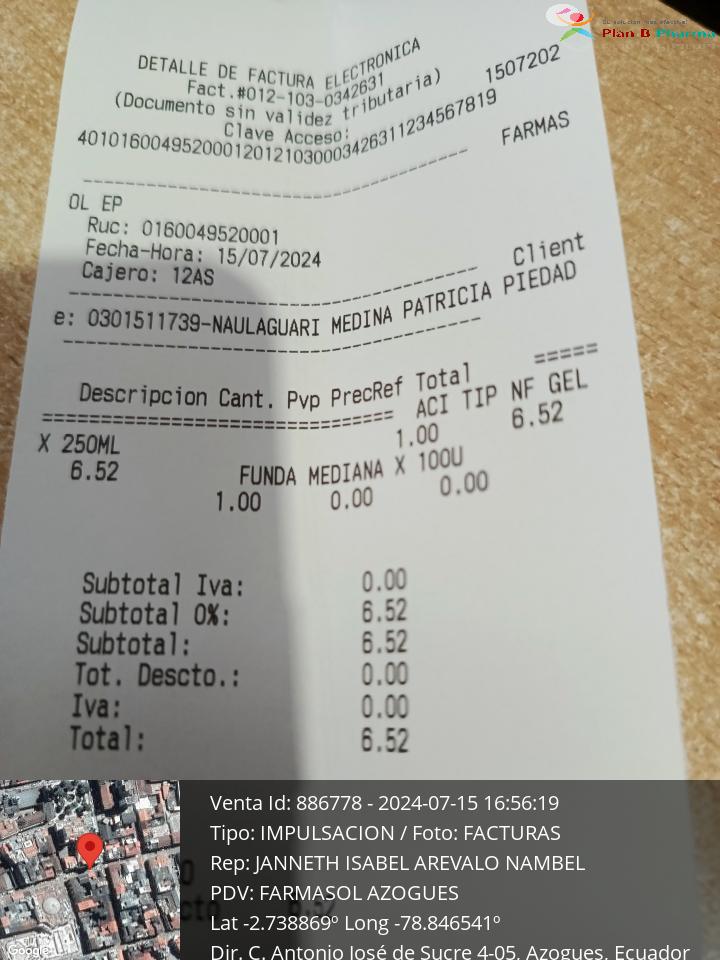 Plan B Pharma
DETALLE DE FACTURA ELECTRONICA
Fact.#012-103-0342631
(Documento sin validez tributaria)
Clave Acceso: 1507202
4010160049520001201210300034263112345678​19
FARMAS
OL EP
Ruc: 0160049520001
Fecha-Hora: 15/07/2024
Cajero: 12AS
Client
e: 0301511739-NAULAGUARI MEDINA PATRICIA PIEDAD
Descripcion Cant. Pvp PrecRef Total
ACI TIP NF GEL
X 250ML 1.00 6.52
6.52
FUNDA MEDIANA X 100U
1.00 0.00 0.00
Subtotal Iva: 0.00
Subtotal 0%: 6.52
Subtotal: 6.52
Tot. Descto.: 0.00
Iva: 0.00
Total: 6.52
Venta Id: 886778 - 2024-07-15 16:56:19
Tipo: IMPULSACION / Foto: FACTURAS
Rep: JANNETH ISABEL AREVALO NAMBEL
PDV: FARMASOL AZOGUES
Lat -2.738869º Long -78.846541º
Dir. C. Antonio José de Sucre 4-05, Azogues, Ecuador
Google